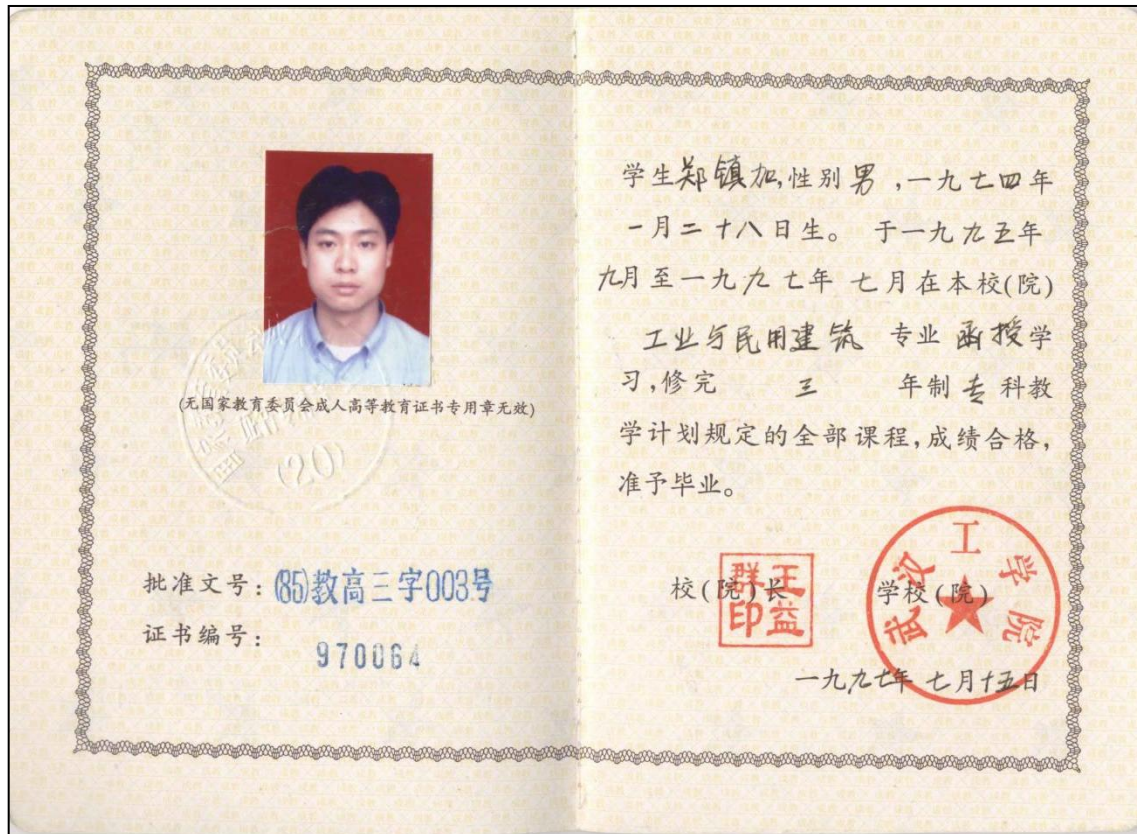 (无国家教育委员会成人高等教育证书专用章无效)
(20)
批准文号：(85)教高三字003号
证书编号：
970064
学生郑镇加,性别男,一九七四年
一月二十八日生。于一九九五年
九月至一九九七年七月在本校(院)
工业与民用建筑 专业 函授学
习,修完 三 年制专科教
学计划规定的全部课程,成绩合格,
准予毕业。
校(院)长
王益群印
学校(院)
武汉工学院
一九九七年七月十五日